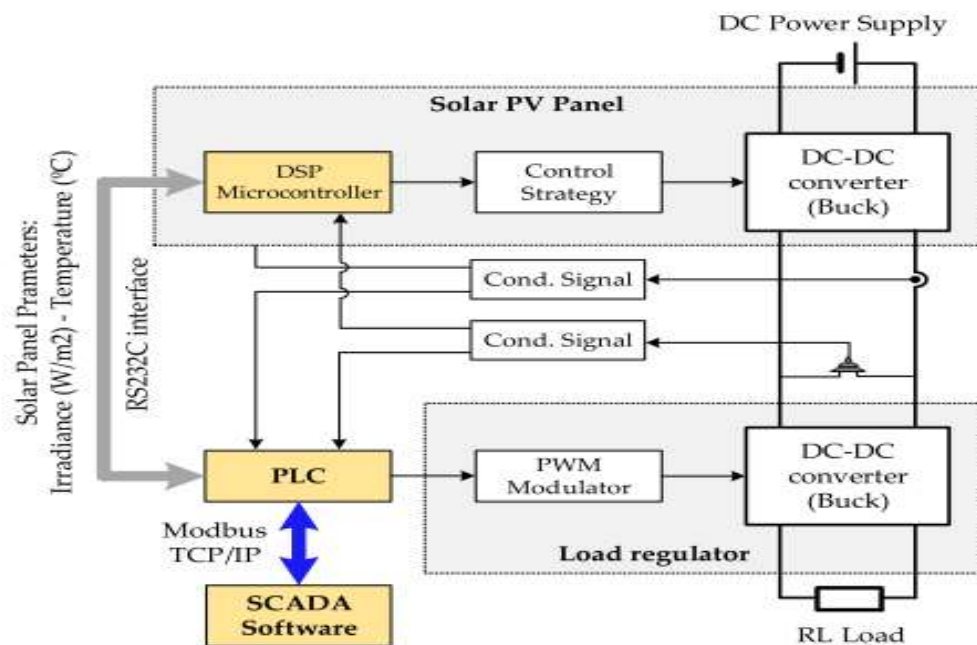 DC Power Supply
Solar PV Panel
DSP
Microcontroller
Control
Strategy
DC-DC
converter
(Buck)
Solar Panel Prameters:
Irradiance (W/m2) - Temperature (ºC)
RS232C interface
Cond. Signal
Cond. Signal
PLC
PWM
Modulator
DC-DC
converter
(Buck)
Load regulator
Modbus
TCP/IP
SCADA
Software
RL Load